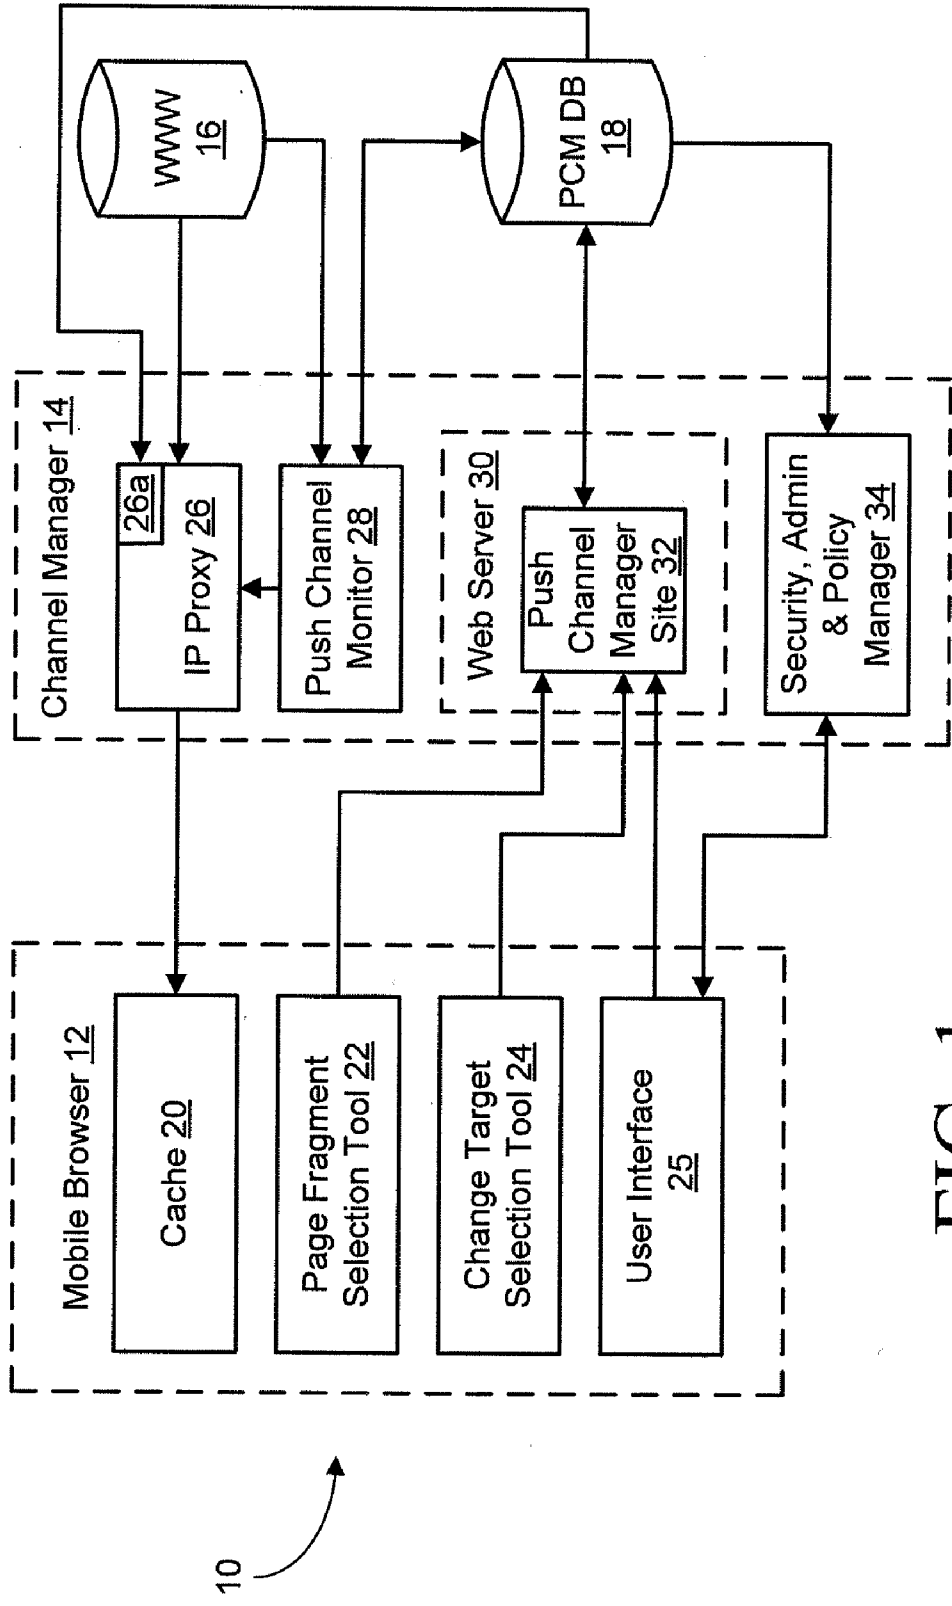 10
Mobile Browser 12
Cache 20
Page Fragment
Selection Tool 22
Change Target
Selection Tool 24
User Interface
25
Channel Manager 14
26a
IP Proxy 26
Push Channel
Monitor 28
Web Server 30
Push
Channel
Manager
Site 32
Security, Admin
& Policy
Manager 34
WWW
16
PCM DB
18
FIG. 1